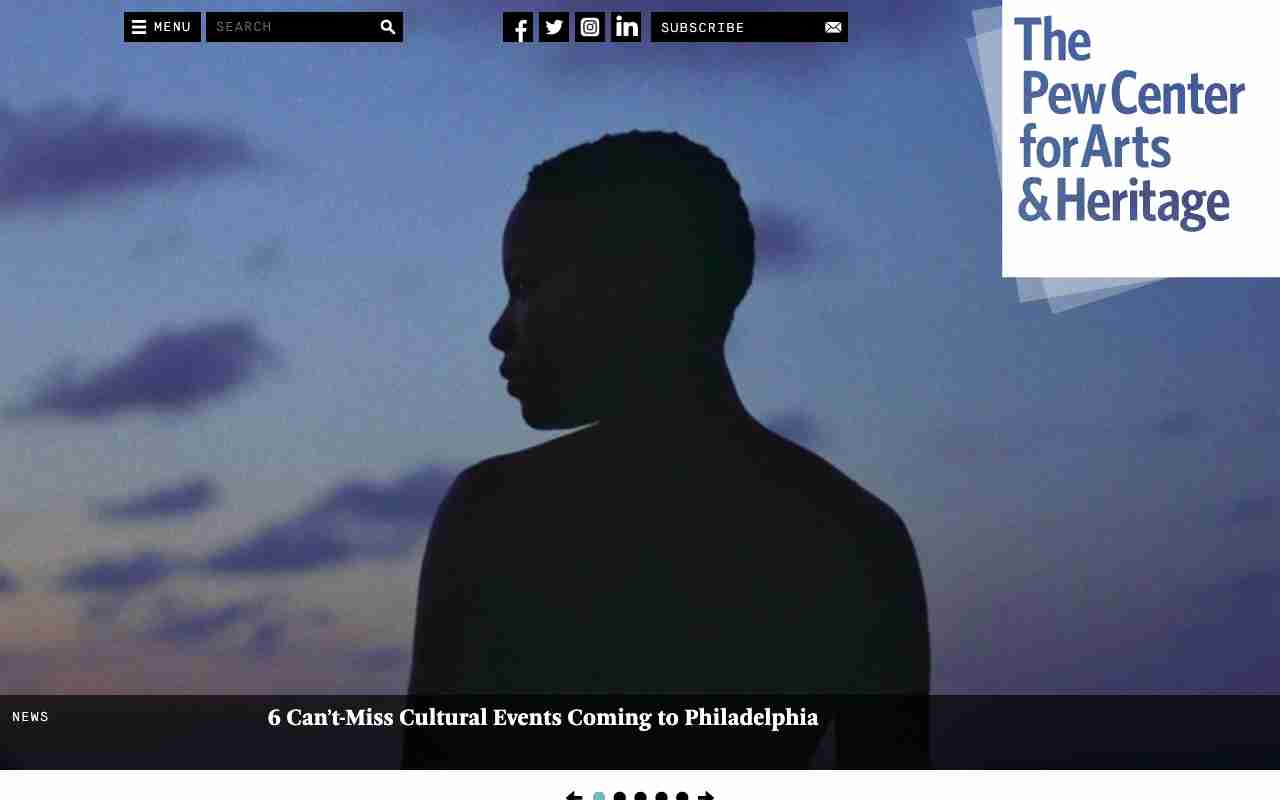 MENU
SEARCH
SUBSCRIBE
The
Pew Center
for Arts
& Heritage
NEWS
6 Can’t-Miss Cultural Events Coming to Philadelphia